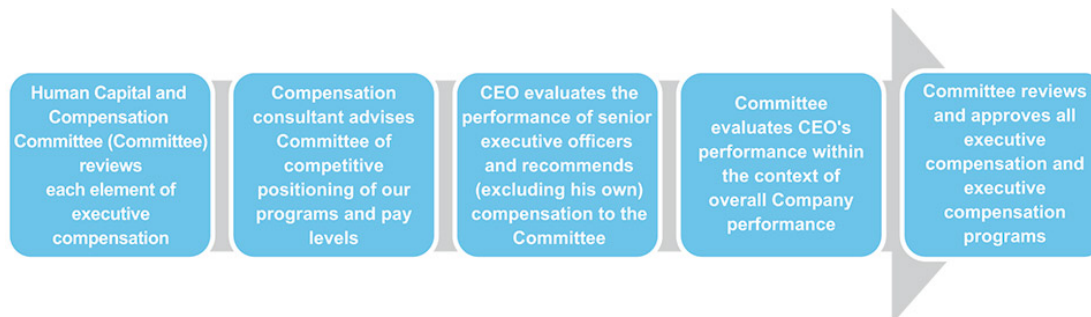 Human Capital and
Compensation
Committee (Committee)
reviews
each element of
executive
compensation
Compensation
consultant advises
Committee of
competitive
positioning of our
programs and pay
levels
CEO evaluates the
performance of senior
executive officers
and recommends
(excluding his own)
compensation to the
Committee
Committee
evaluates CEO's
performance within
the context of
overall Company
performance
Committee reviews
and approves all
executive
compensation and
executive
compensation
programs